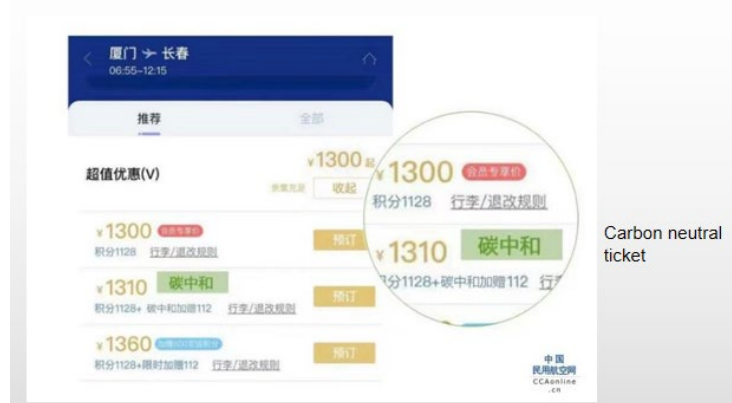 厦门 长春
06:55-12:15
推荐
全部
超值优惠(V)
¥1300起
余票充足
收起
¥1300 会员专享价
积分1128 行李/退改规则
预订
¥1310 碳中和
积分1128+ 碳中和加赠112 行李/退改规则
预订
¥1360
积分1128+限时加赠112 行李/退改规则
预订
¥1300 会员专享价
积分1128 行李/退改规则
¥1310 碳中和
积分1128+碳中和加赠112
Carbon neutral
ticket
中国
民用航空网
CCAonline
.cn